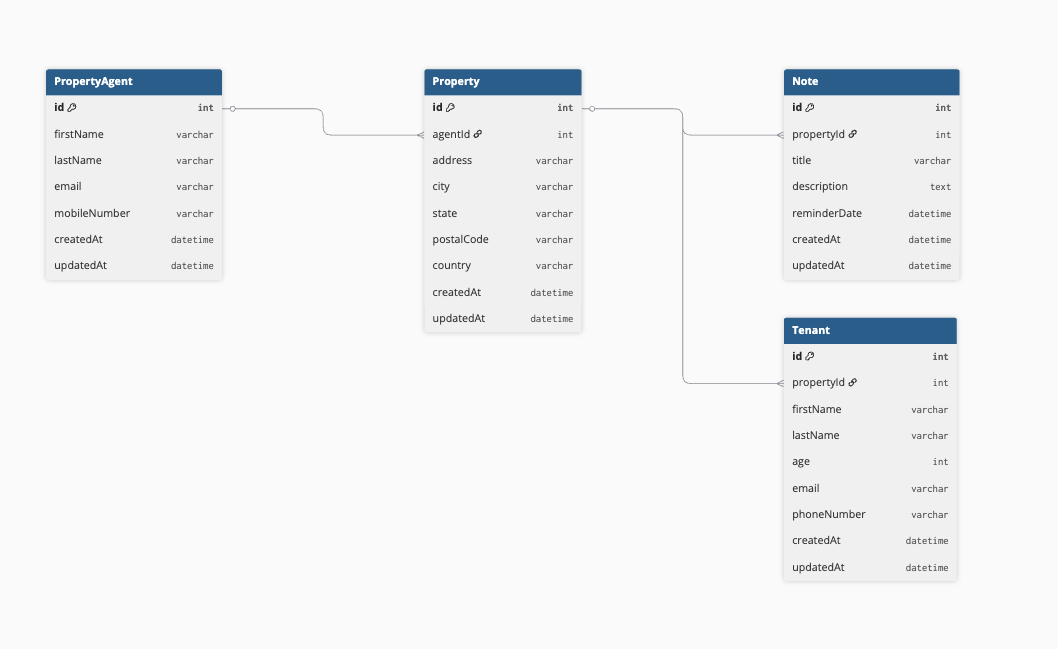 PropertyAgent
id int
firstName varchar
lastName varchar
email varchar
mobileNumber varchar
createdAt datetime
updatedAt datetime
Property
id int
agentId int
address varchar
city varchar
state varchar
postalCode varchar
country varchar
createdAt datetime
updatedAt datetime
Note
id int
propertyId int
title varchar
description text
reminderDate datetime
createdAt datetime
updatedAt datetime
Tenant
id int
propertyId int
firstName varchar
lastName varchar
age int
email varchar
phoneNumber varchar
createdAt datetime
updatedAt datetime